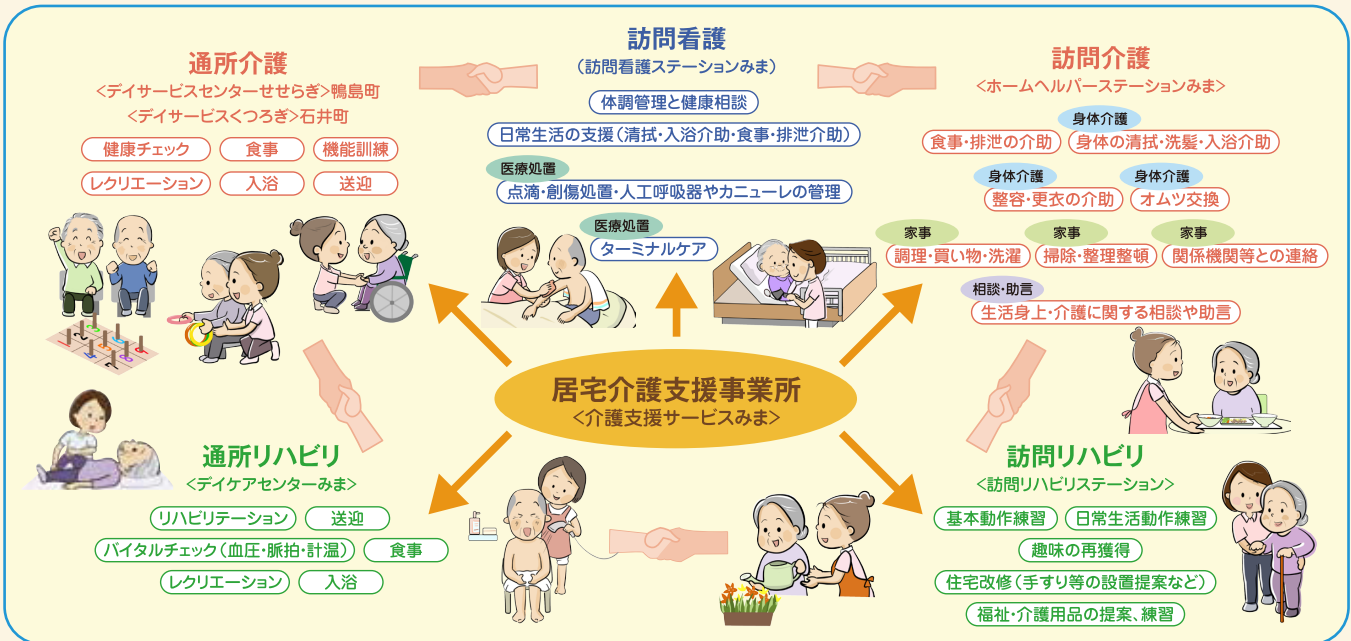 通所介護
<デイサービスセンターせせらぎ>鴨島町
<デイサービスくつろぎ>石井町
健康チェック 食事 機能訓練
レクリエーション 入浴 送迎
訪問看護
(訪問看護ステーションみま)
体調管理と健康相談
日常生活の支援(清拭・入浴介助・食事・排泄介助)
医療処置
点滴・創傷処置・人工呼吸器やカニューレの管理
医療処置
ターミナルケア
訪問介護
<ホームヘルパーステーションみま>
身体介護
食事・排泄の介助 身体の清拭・洗髪・入浴介助
身体介護 身体介護
整容・更衣の介助 オムツ交換
家事 家事 家事
調理・買い物・洗濯 掃除・整理整頓 関係機関等との連絡
相談・助言
生活身上・介護に関する相談や助言
居宅介護支援事業所
<介護支援サービスみま>
通所リハビリ
<デイケアセンターみま>
リハビリテーション 送迎
バイタルチェック(血圧・脈拍・計温) 食事
レクリエーション 入浴
訪問リハビリ
<訪問リハビリステーション>
基本動作練習 日常生活動作練習
趣味の再獲得
住宅改修(手すり等の設置提案など)
福祉・介護用品の提案、練習